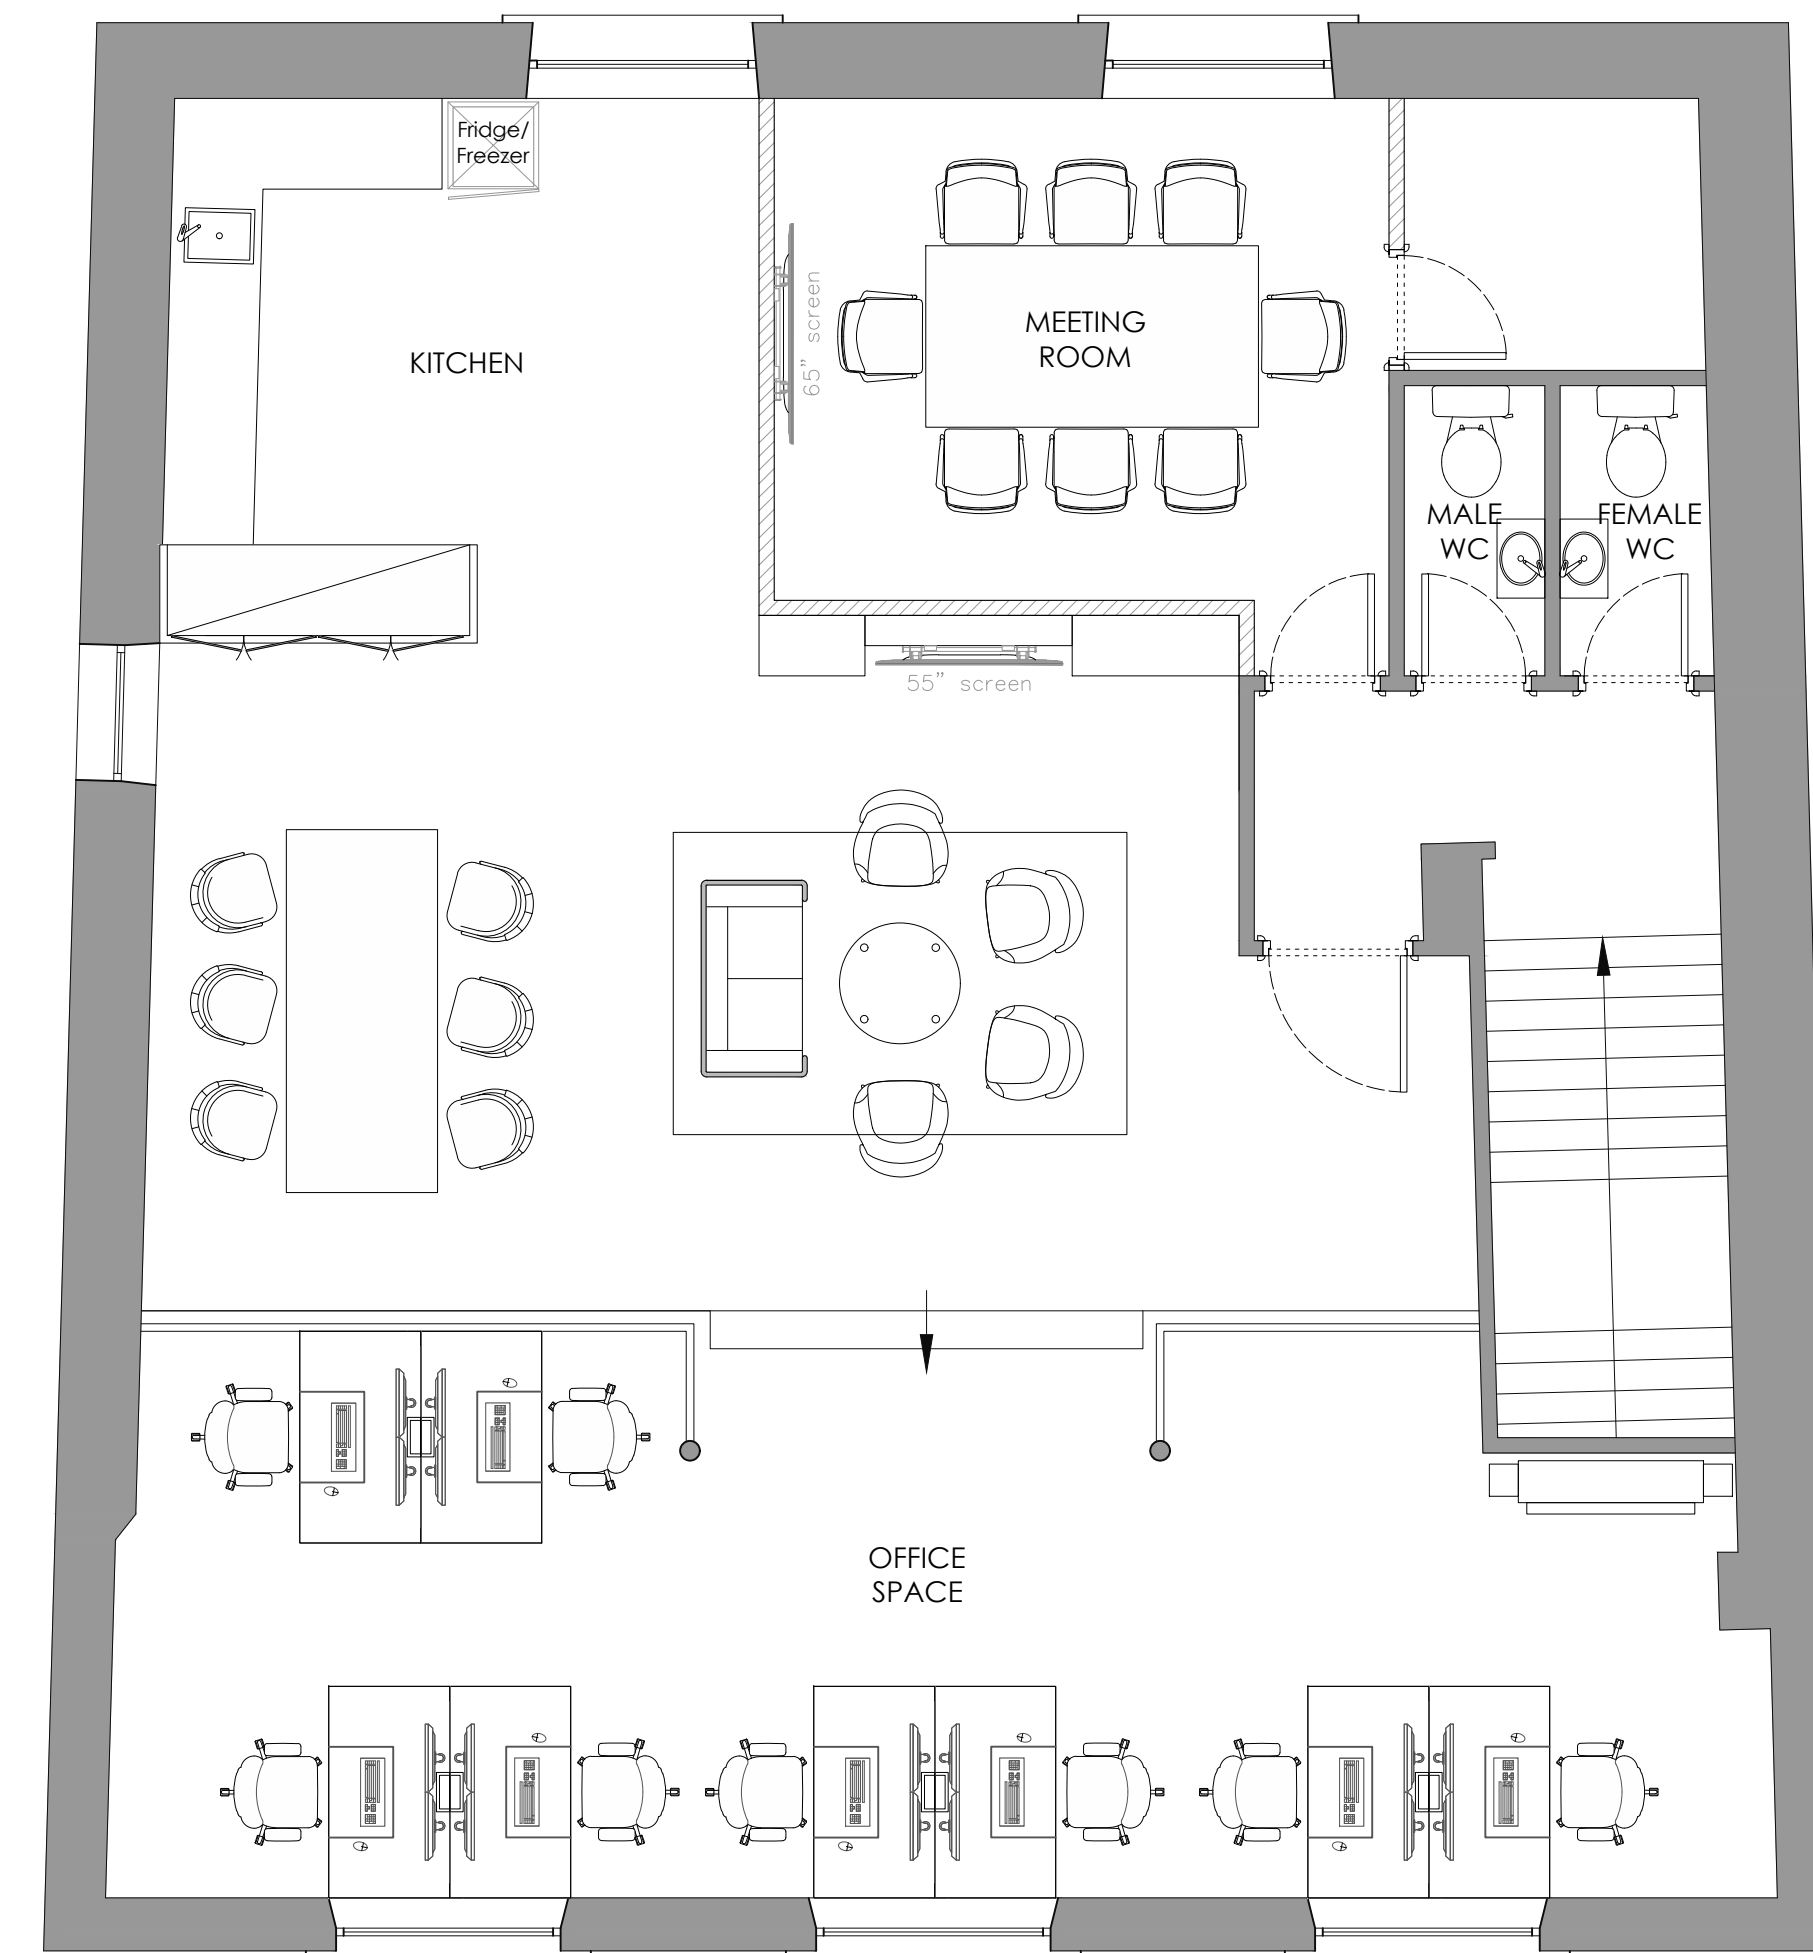 Fridge/
Freezer
KITCHEN
65" screen
MEETING
ROOM
MALE
WC
FEMALE
WC
55" screen
OFFICE
SPACE